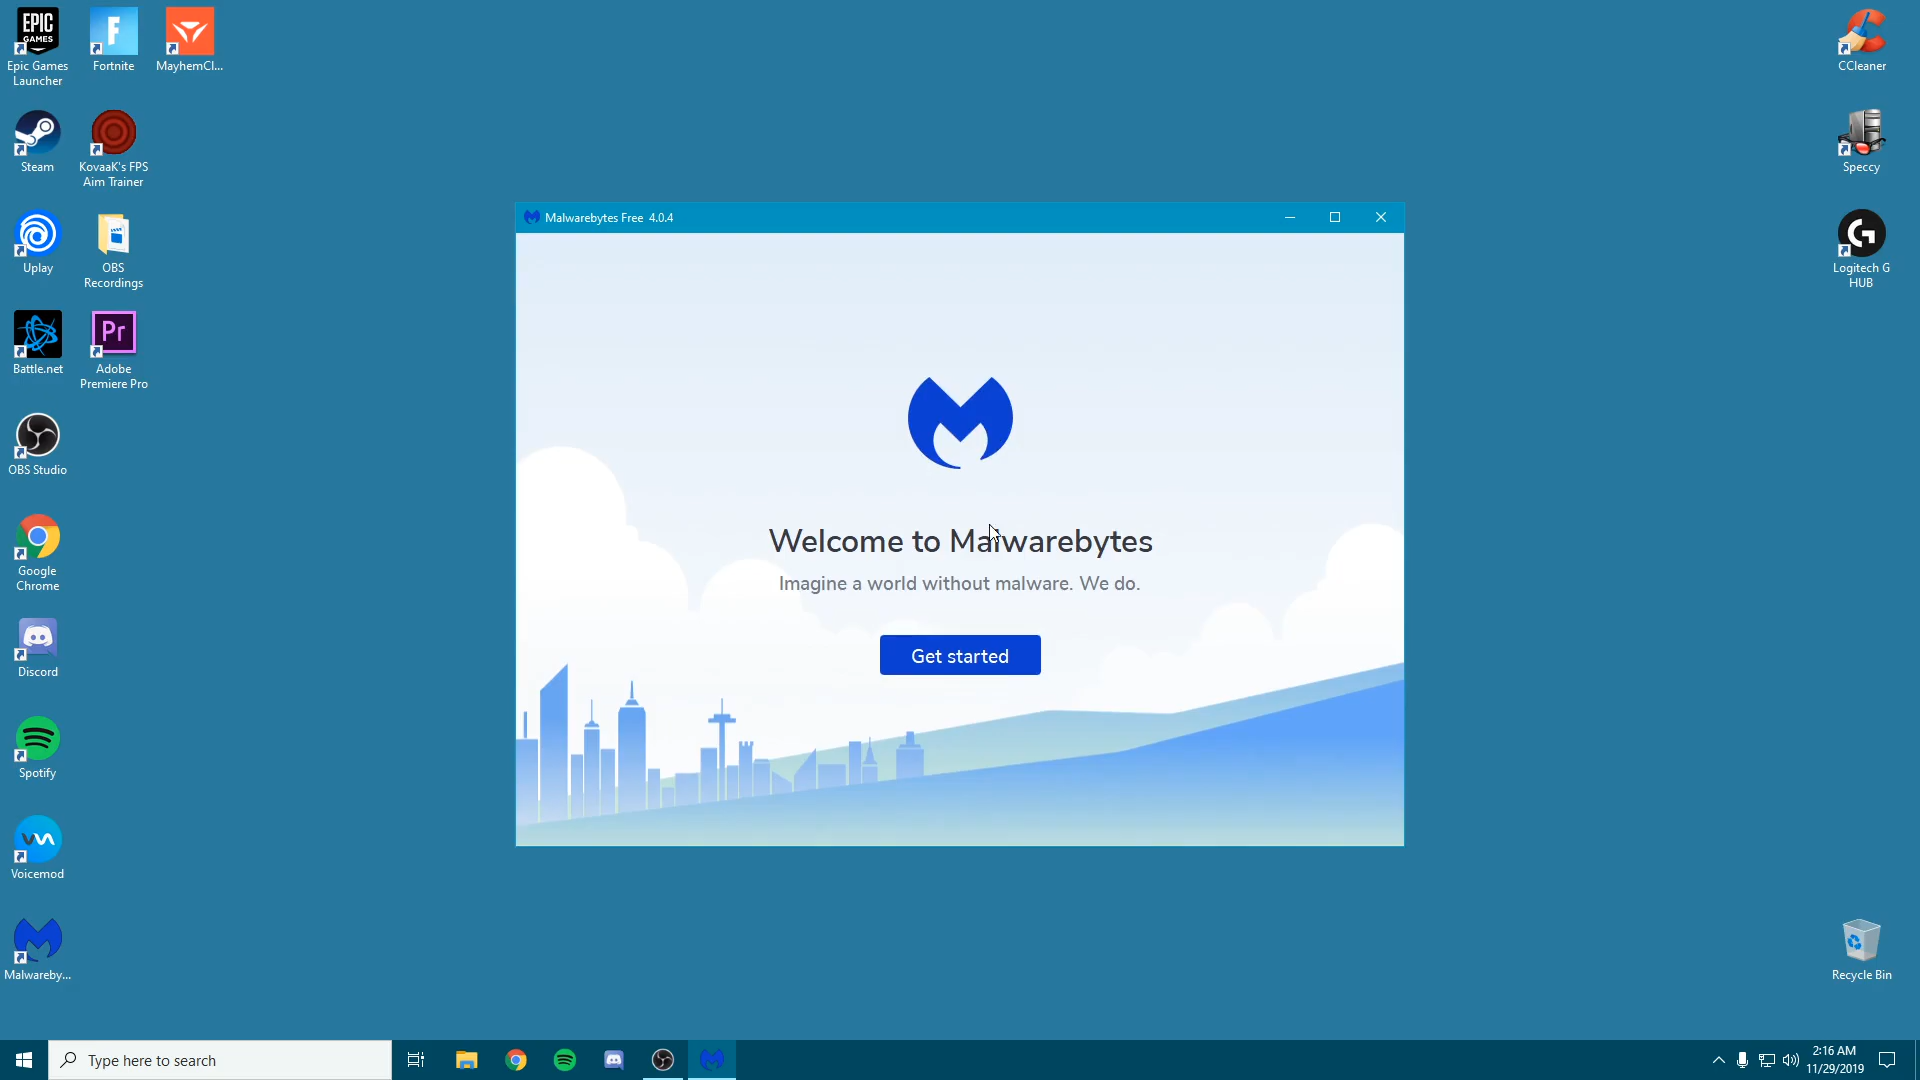 EPIC
GAMES
Epic Games
Launcher
Fortnite
MayhemCl...
Steam
KovaaK's FPS
Aim Trainer
Uplay
OBS
Recordings
Battle.net
Pr
Adobe
Premiere Pro
OBS Studio
Google
Chrome
Discord
Spotify
Voicemod
Malwareby...
Malwarebytes Free 4.0.4
Welcome to Malwarebytes
Imagine a world without malware. We do.
Get started
CCleaner
Speccy
Logitech G
HUB
Recycle Bin
Type here to search
2:16 AM
11/29/2019